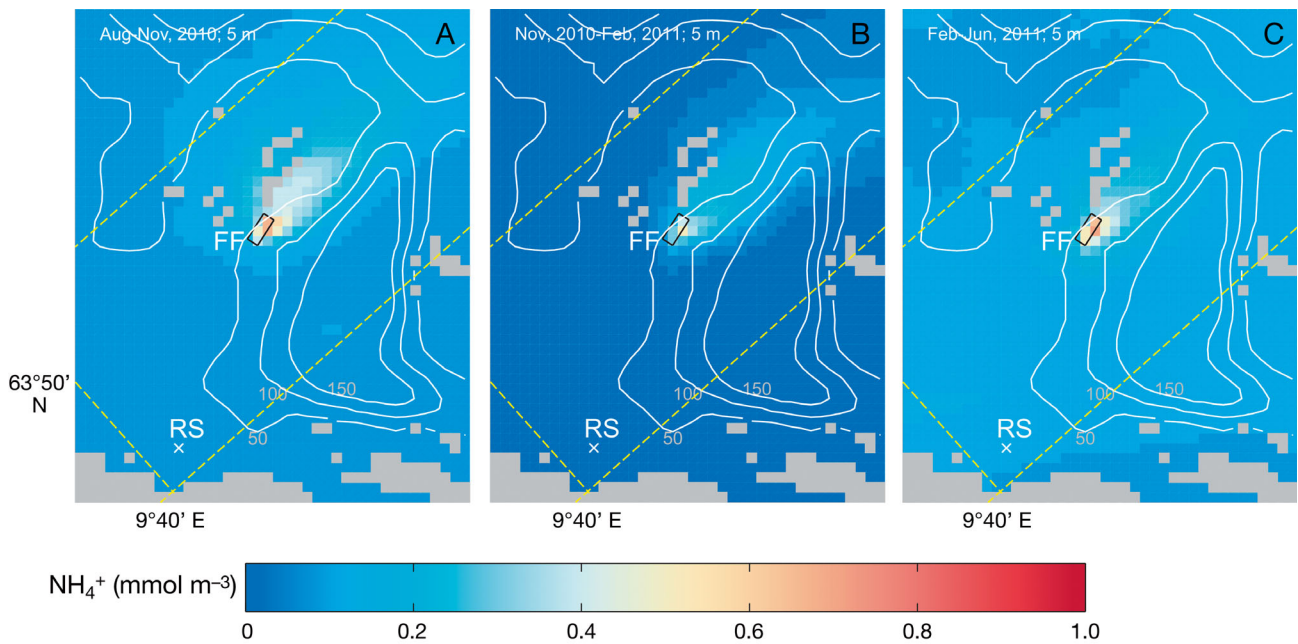 Aug-Nov, 2010; 5 m A
Nov, 2010-Feb, 2011; 5 m B
Feb-Jun, 2011; 5 m C
FF
FF
FF
63°50'
N
100 150
50
RS
100 150
50
RS
100 150
50
RS
9°40' E
9°40' E
9°40' E
NH₄⁺ (mmol m⁻³)
0 0.2 0.4 0.6 0.8 1.0